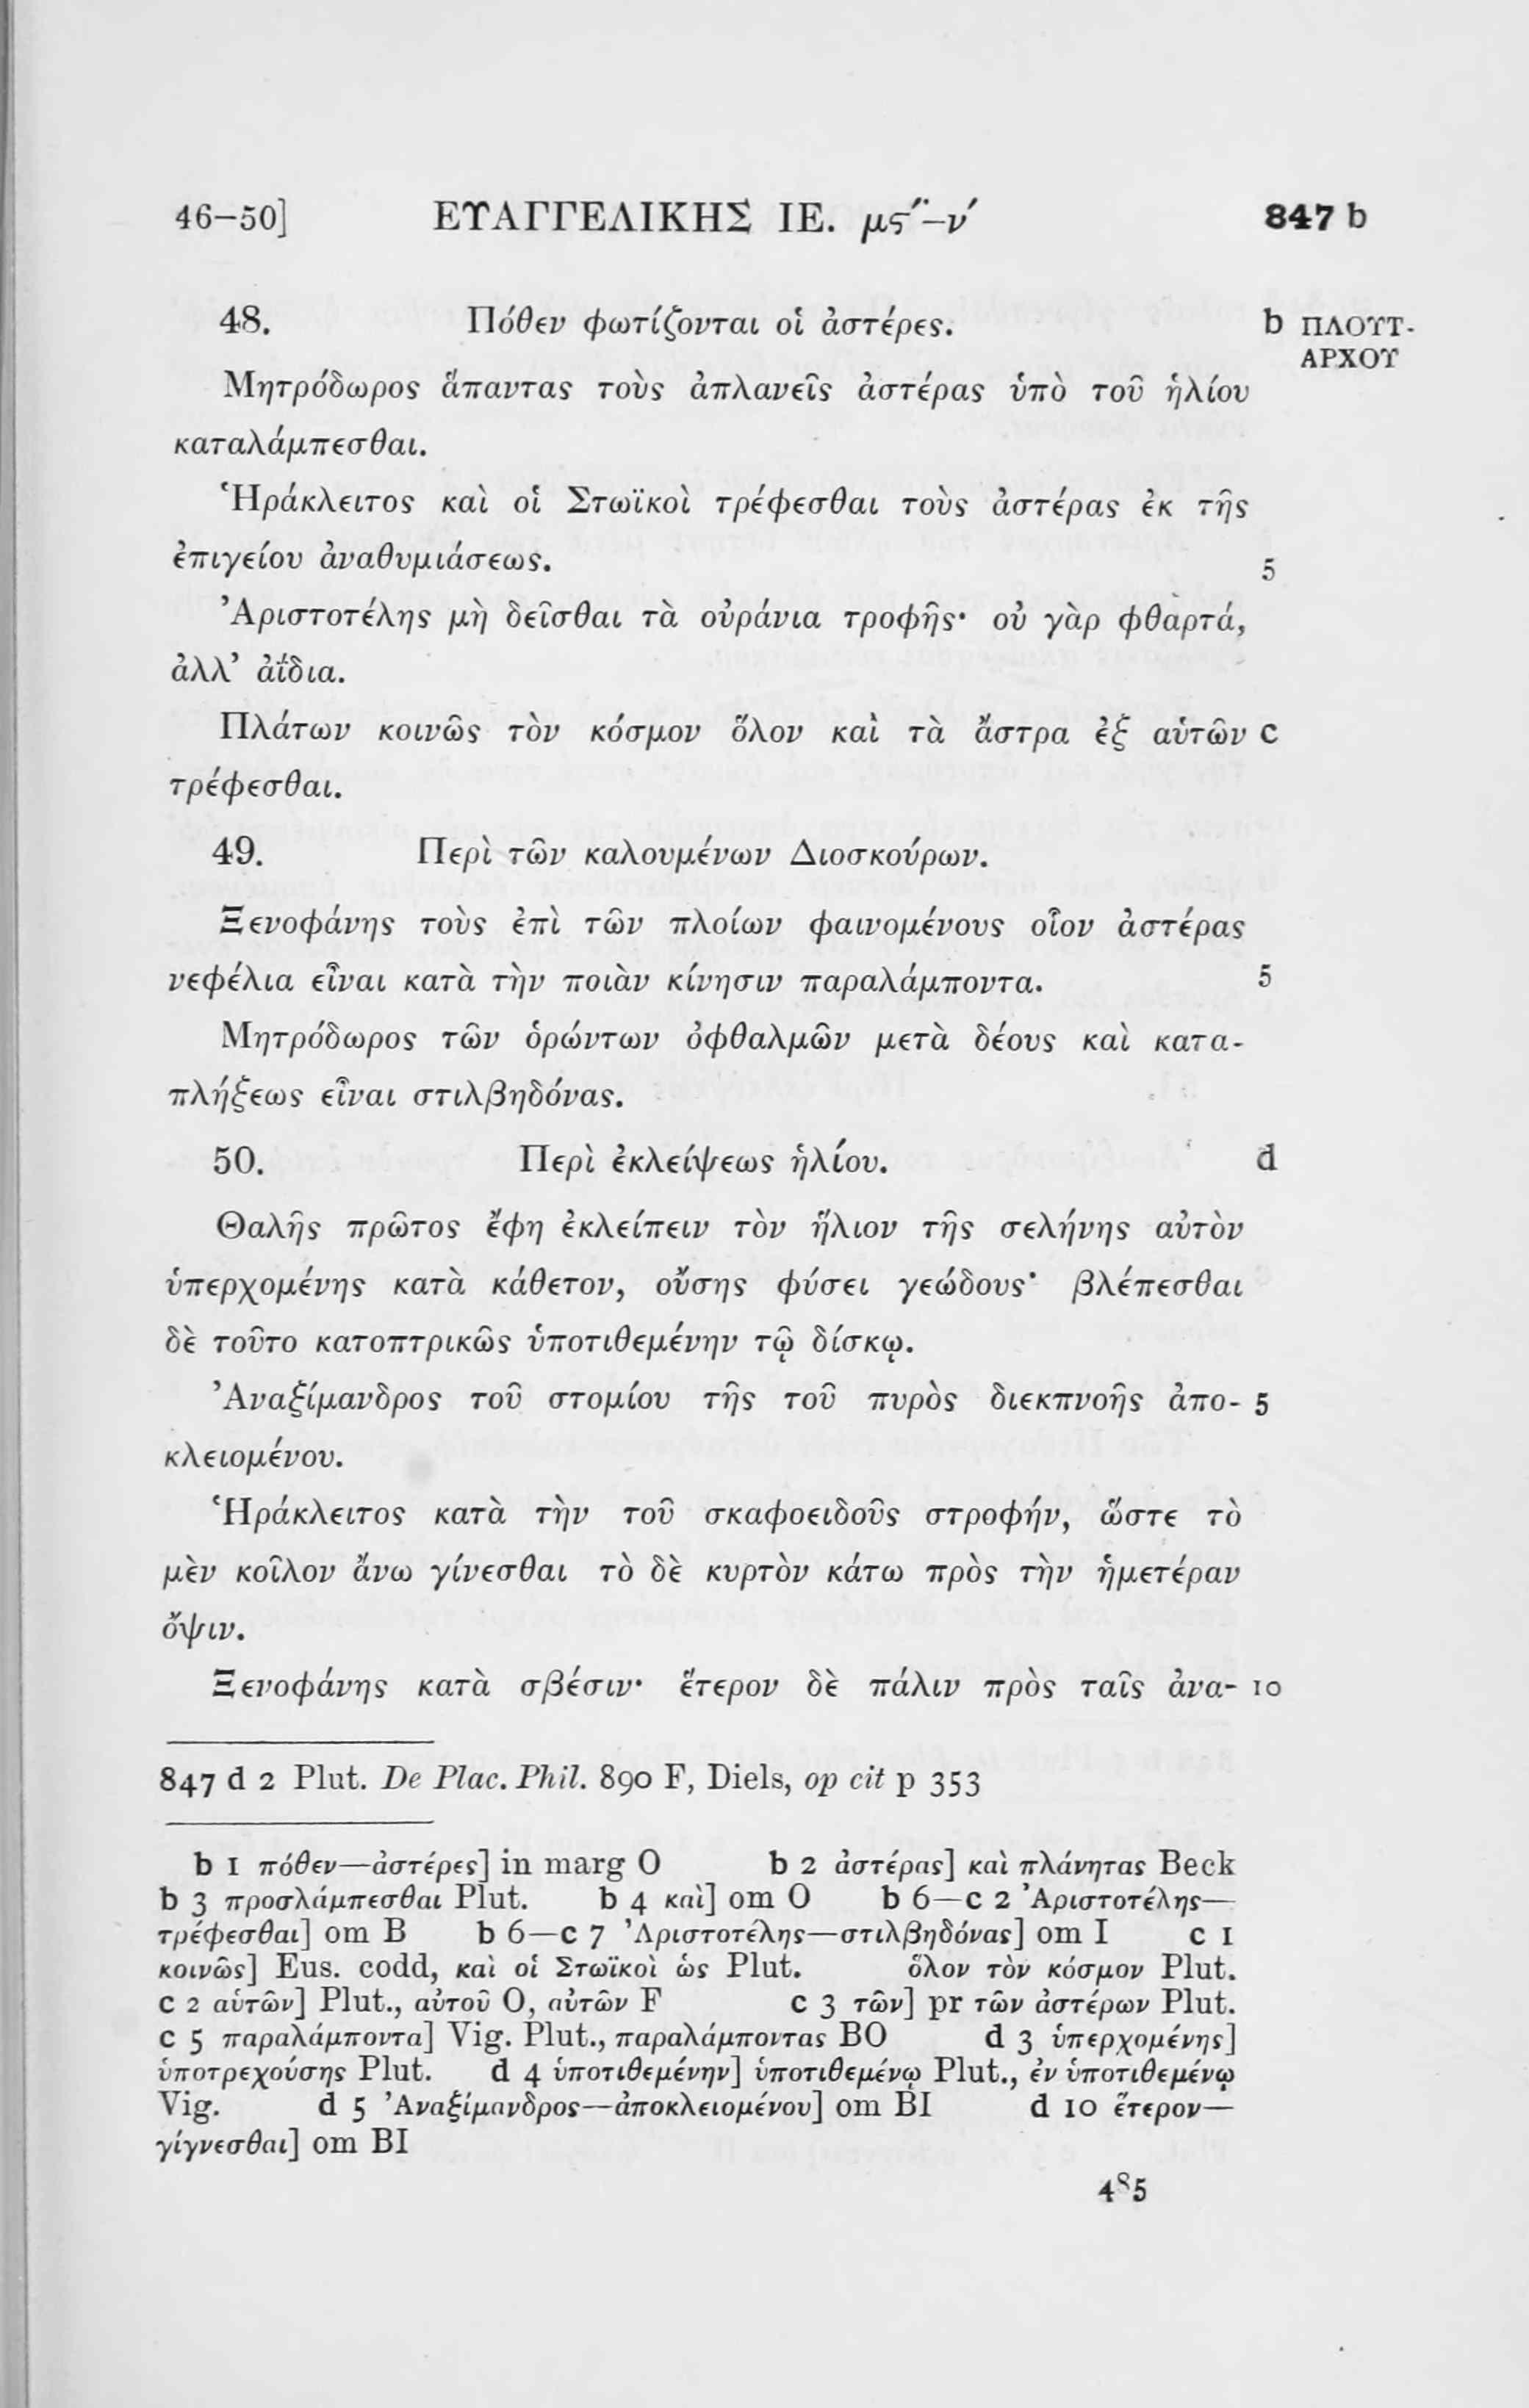 46–50] ΕΥΑΓΓΕΛΙΚΗΣ ΙΕ. μϛ´´–ν´ 847 b
48. Πόθεν φωτίζονται οἱ ἀστέρες. b ΠΛΟΥΤ-
ΑΡΧΟΥ
Μητρόδωρος ἅπαντας τοὺς ἀπλανεῖς ἀστέρας ὑπὸ τοῦ ἡλίου
καταλάμπεσθαι.
Ἡράκλειτος καὶ οἱ Στωϊκοὶ τρέφεσθαι τοὺς ἀστέρας ἐκ τῆς
ἐπιγείου ἀναθυμιάσεως. 5
Ἀριστοτέλης μὴ δεῖσθαι τὰ οὐράνια τροφῆς· οὐ γὰρ φθαρτά,
ἀλλ’ ἀΐδια.
Πλάτων κοινῶς τὸν κόσμον ὅλον καὶ τὰ ἄστρα ἐξ αὑτῶν c
τρέφεσθαι.
49. Περὶ τῶν καλουμένων Διοσκούρων.
Ξενοφάνης τοὺς ἐπὶ τῶν πλοίων φαινομένους οἷον ἀστέρας
νεφέλια εἶναι κατὰ τὴν ποιὰν κίνησιν παραλάμποντα. 5
Μητρόδωρος τῶν ὁρώντων ὀφθαλμῶν μετὰ δέους καὶ κατα-
πλήξεως εἶναι στιλβηδόνας.
50. Περὶ ἐκλείψεως ἡλίου. d
Θαλῆς πρῶτος ἔφη ἐκλείπειν τὸν ἥλιον τῆς σελήνης αὐτὸν
ὑπερχομένης κατὰ κάθετον, οὔσης φύσει γεώδους· βλέπεσθαι
δὲ τοῦτο κατοπτρικῶς ὑποτιθεμένην τῷ δίσκῳ.
Ἀναξίμανδρος τοῦ στομίου τῆς τοῦ πυρὸς διεκπνοῆς ἀπο- 5
κλειομένου.
Ἡράκλειτος κατὰ τὴν τοῦ σκαφοειδοῦς στροφήν, ὥστε τὸ
μὲν κοῖλον ἄνω γίνεσθαι τὸ δὲ κυρτὸν κάτω πρὸς τὴν ἡμετέραν
ὄψιν.
Ξενοφάνης κατὰ σβέσιν· ἕτερον δὲ πάλιν πρὸς ταῖς ἀνα- 10
847 d 2 Plut. De Plac. Phil. 890 F, Diels, op cit p 353
b 1 πόθεν—ἀστέρες] in marg O b 2 ἀστέρας] καὶ πλάνητας Beck
b 3 προσλάμπεσθαι Plut. b 4 καὶ] om O b 6—c 2 Ἀριστοτέλης—
τρέφεσθαι] om B b 6—c 7 Ἀριστοτέλης—στιλβηδόνας] om I c 1
κοινῶς] Eus. codd, καὶ οἱ Στωϊκοὶ ὡς Plut. ὅλον τὸν κόσμον Plut.
c 2 αὑτῶν] Plut., αὐτοῦ O, αὐτῶν F c 3 τῶν] pr τῶν ἀστέρων Plut.
c 5 παραλάμποντα] Vig. Plut., παραλάμποντας BO d 3 ὑπερχομένης]
ὑποτρεχούσης Plut. d 4 ὑποτιθεμένην] ὑποτιθεμένῳ Plut., ἐν ὑποτιθεμένῳ
Vig. d 5 Ἀναξίμανδρος—ἀποκλειομένου] om BI d 10 ἕτερον—
γίγνεσθαι] om BI
485